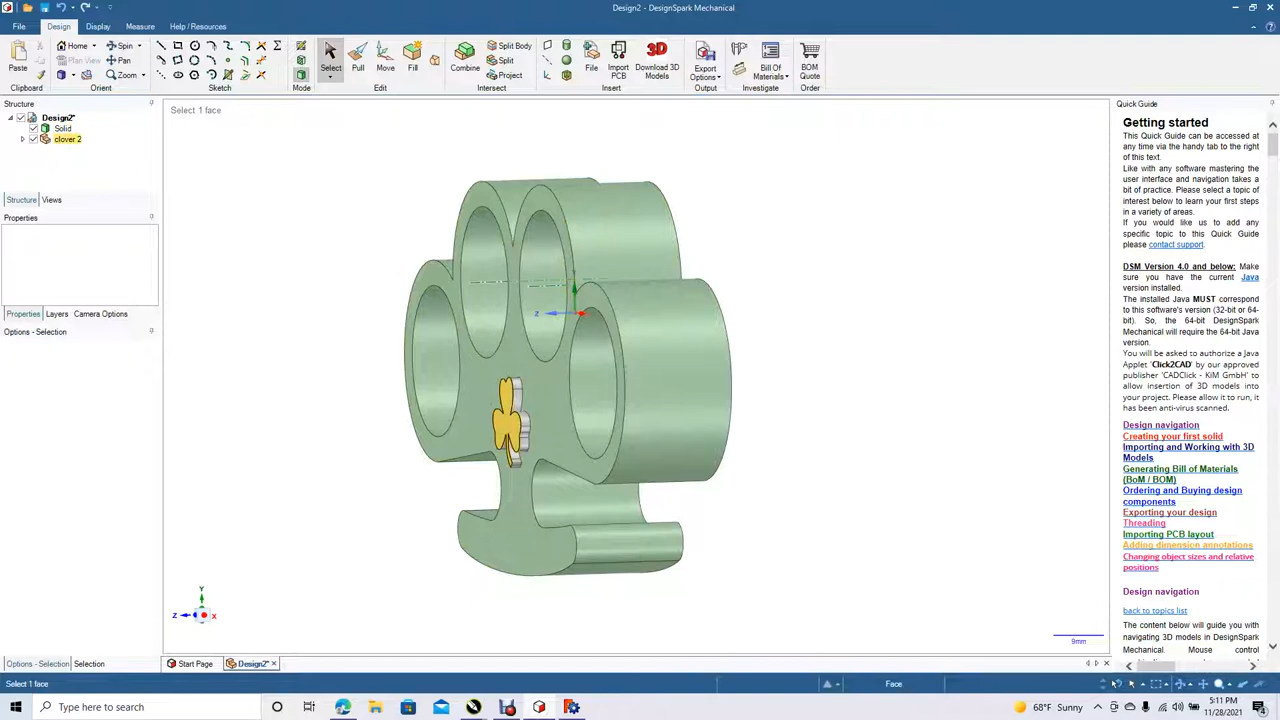 Design2 - DesignSpark Mechanical
File Design Display Measure Help / Resources
Paste
Home Spin
Plan View Pan
Zoom
Select Pull Move Fill
Combine
Split Body
Split
Project
File Import PCB Download 3D Models
Export Options
Bill Of Materials
BOM Quote
Clipboard Orient Sketch Mode Edit Intersect Insert Output Investigate Order
Structure
Design2*
Solid
clover 2
Structure Views
Properties
Properties Layers Camera Options
Options - Selection
Select 1 face
Z
Y
Z X
9mm
Quick Guide
Getting started
This Quick Guide can be accessed at
any time via the handy tab to the right
of this text.
Like with any software mastering the
user interface and navigation takes a
bit of practice. Please select a topic of
interest below to learn your first steps
in a variety of areas.
If you would like us to add any
specific topic to this Quick Guide
please contact support.
DSM Version 4.0 and below: Make
sure you have the current Java
version installed.
The installed Java MUST correspond
to this software's version (32-bit or 64-
bit). So, the 64-bit DesignSpark
Mechanical will require the 64-bit Java
version.
You will be asked to authorize a Java
Applet 'Click2CAD' by our approved
publisher 'CADClick - KiM GmbH' to
allow insertion of 3D models into
your project. Please allow it to run, it
has been anti-virus scanned.
Design navigation
Creating your first solid
Importing and Working with 3D
Models
Generating Bill of Materials
(BoM / BOM)
Ordering and Buying design
components
Exporting your design
Threading
Importing PCB layout
Adding dimension annotations
Changing object sizes and relative
positions
Design navigation
back to topics list
The content below will guide you with
navigating 3D models in DesignSpark
Mechanical. Mouse control
Options - Selection Selection
Start Page Design2*
Select 1 face
Face
Type here to search
68°F Sunny
5:11 PM
11/28/2021
4